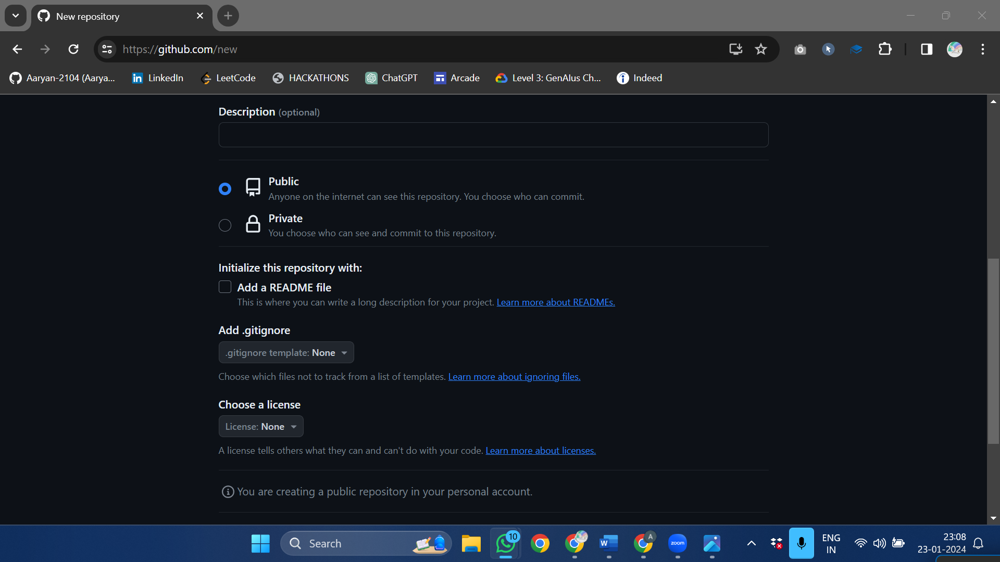 New repository
https://github.com/new
Aaryan-2104 (Aarya...
LinkedIn
LeetCode
HACKATHONS
ChatGPT
Arcade
Level 3: GenAIus Ch...
Indeed
Description (optional)
Public
Anyone on the internet can see this repository. You choose who can commit.
Private
You choose who can see and commit to this repository.
Initialize this repository with:
Add a README file
This is where you can write a long description for your project. Learn more about READMEs.
Add .gitignore
.gitignore template: None
Choose which files not to track from a list of templates. Learn more about ignoring files.
Choose a license
License: None
A license tells others what they can and can't do with your code. Learn more about licenses.
You are creating a public repository in your personal account.
Search
10
W
A
zoom
ENG
IN
23:08
23-01-2024